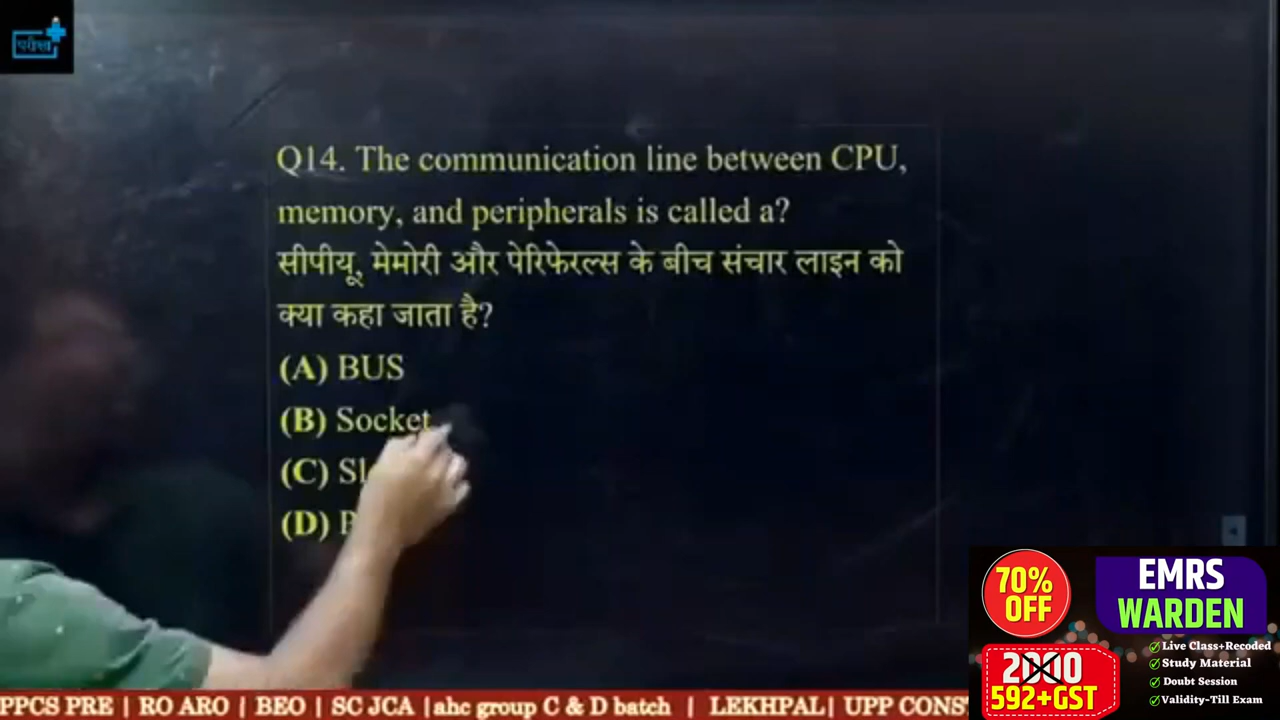 परीक्षा
Q14. The communication line between CPU,
memory, and peripherals is called a?
सीपीयू, मेमोरी और पेरिफेरल्स के बीच संचार लाइन को
क्या कहा जाता है?
(A) BUS
(B) Socket
(C)
(D)
70%
OFF
EMRS
WARDEN
2000
592+GST
Live Class+Recoded
Study Material
Doubt Session
Validity-Till Exam
PPCS PRE | RO ARO | BEO | SC JCA |ahc group C & D batch | LEKHPAL| UPP CONS